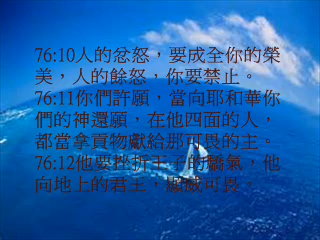 76:10人的忿怒，要成全你的榮
美，人的餘怒，你要禁止。
76:11你們許願，當向耶和華你
們的神還願，在他四面的人，
都當拿貢物獻給那可畏的主。
76:12他要挫折王子的驕氣，他
向地上的君王，顯威可畏。